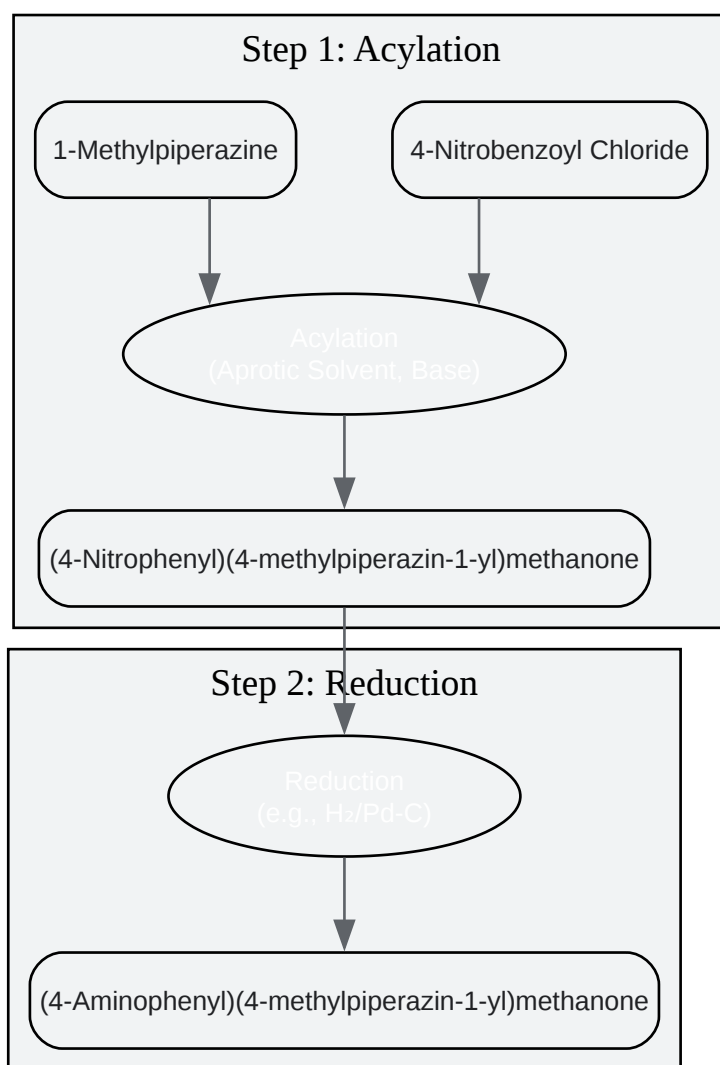 Step 1: Acylation
1-Methylpiperazine
4-Nitrobenzoyl Chloride
Acylation
(Aprotic Solvent, Base)
(4-Nitrophenyl)(4-methylpiperazin-1-yl)methanone
Step 2: Reduction
Reduction
(e.g., H₂/Pd-C)
(4-Aminophenyl)(4-methylpiperazin-1-yl)methanone